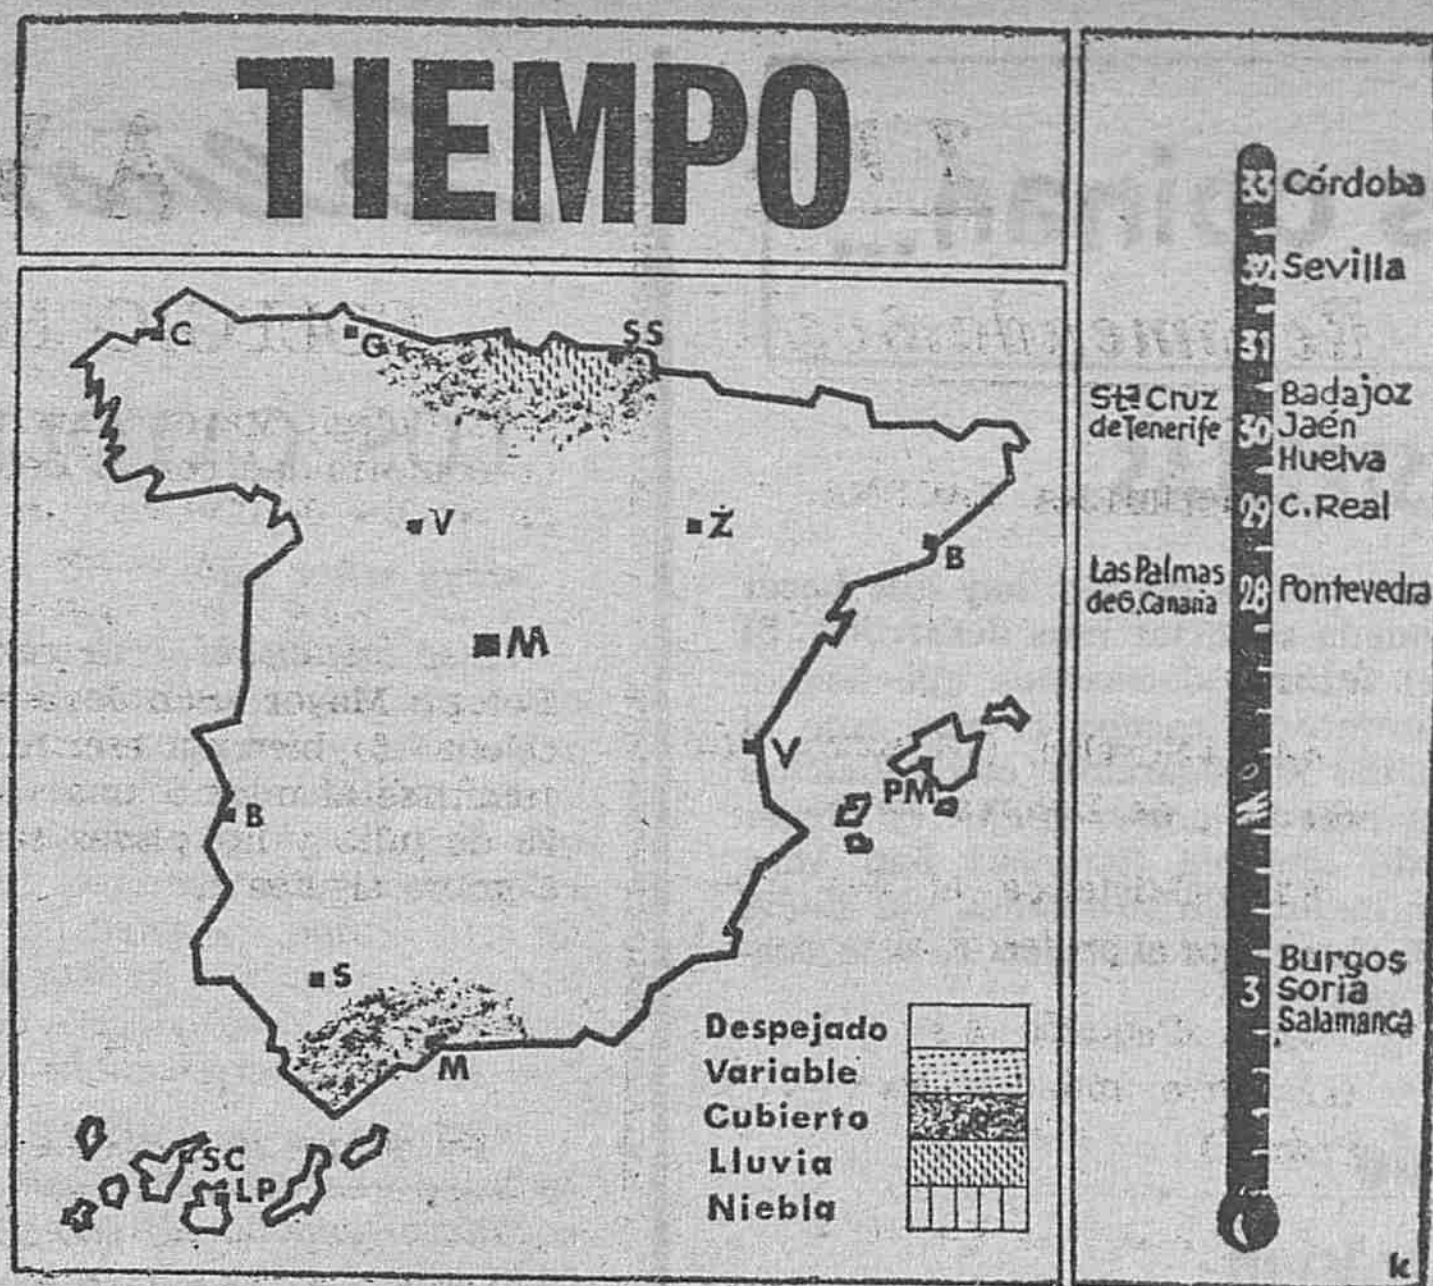 TIEMPO
C
G
SS
V
Z
B
M
V
PM
B
S
M
SC
LP
Despejado
Variable
Cubierto
Lluvia
Niebla
33 Córdoba
32 Sevilla
31
Sta Cruz
de Tenerife
30
Badajoz
Jaén
Huelva
29 C. Real
Las Palmas
de G. Canaria
28 Pontevedra
3
Burgos
Soria
Salamanca
k